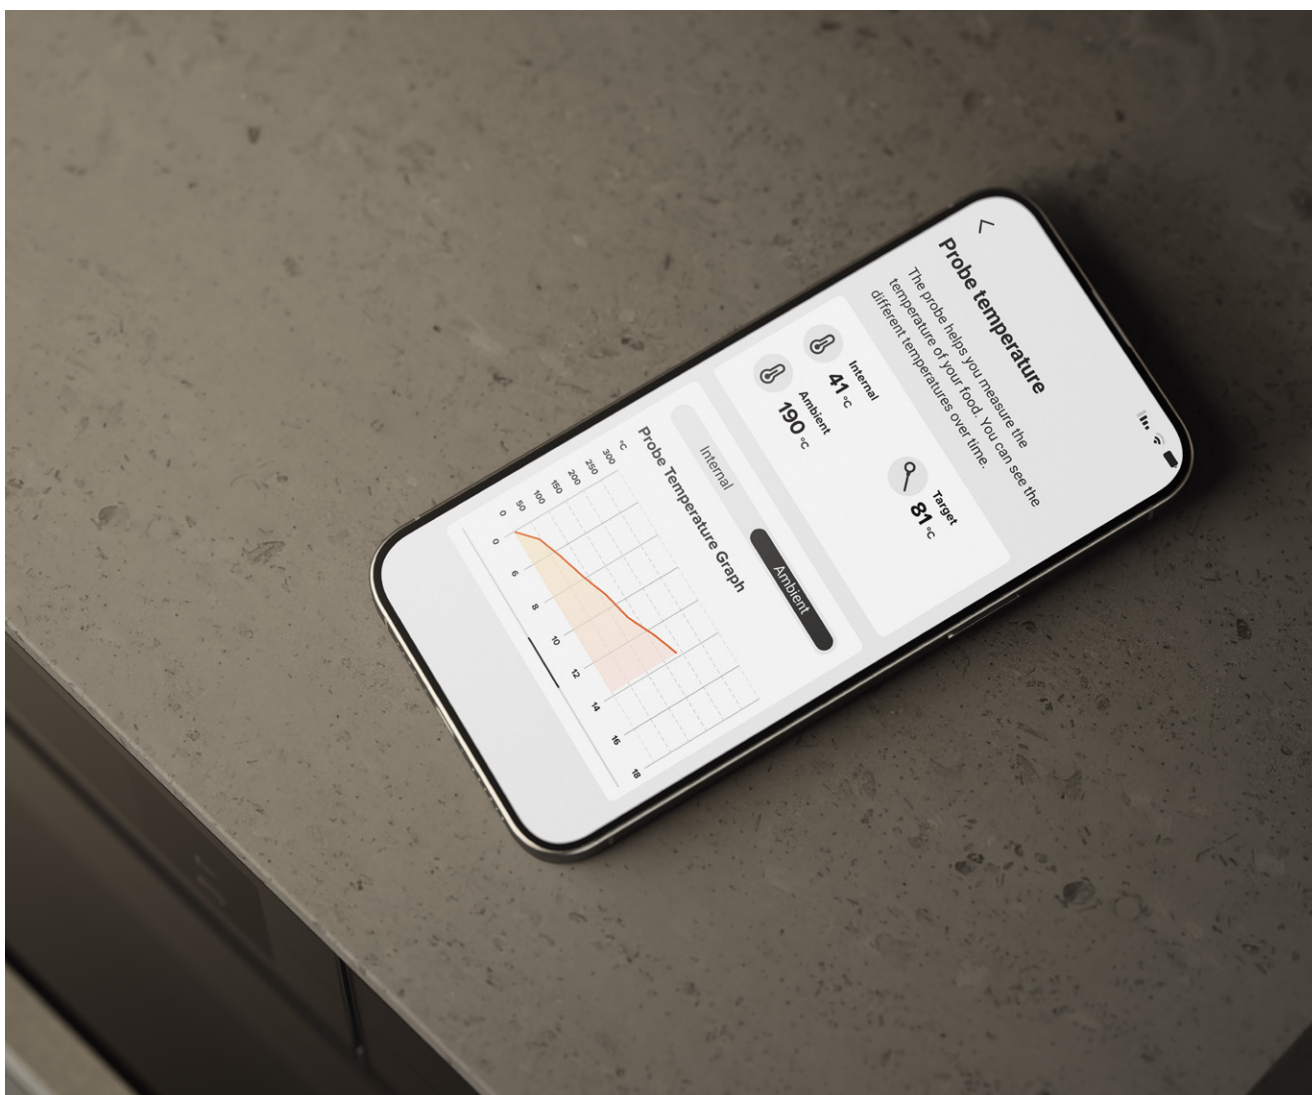 Probe temperature
The probe helps you measure the
temperature of your food. You can see the
different temperatures over time.
Internal
41 °C
Target
81 °C
Ambient
190 °C
Internal
Ambient
Probe Temperature Graph
°C
300
250
200
150
100
50
0
0 6 8 10 12 14 16 18